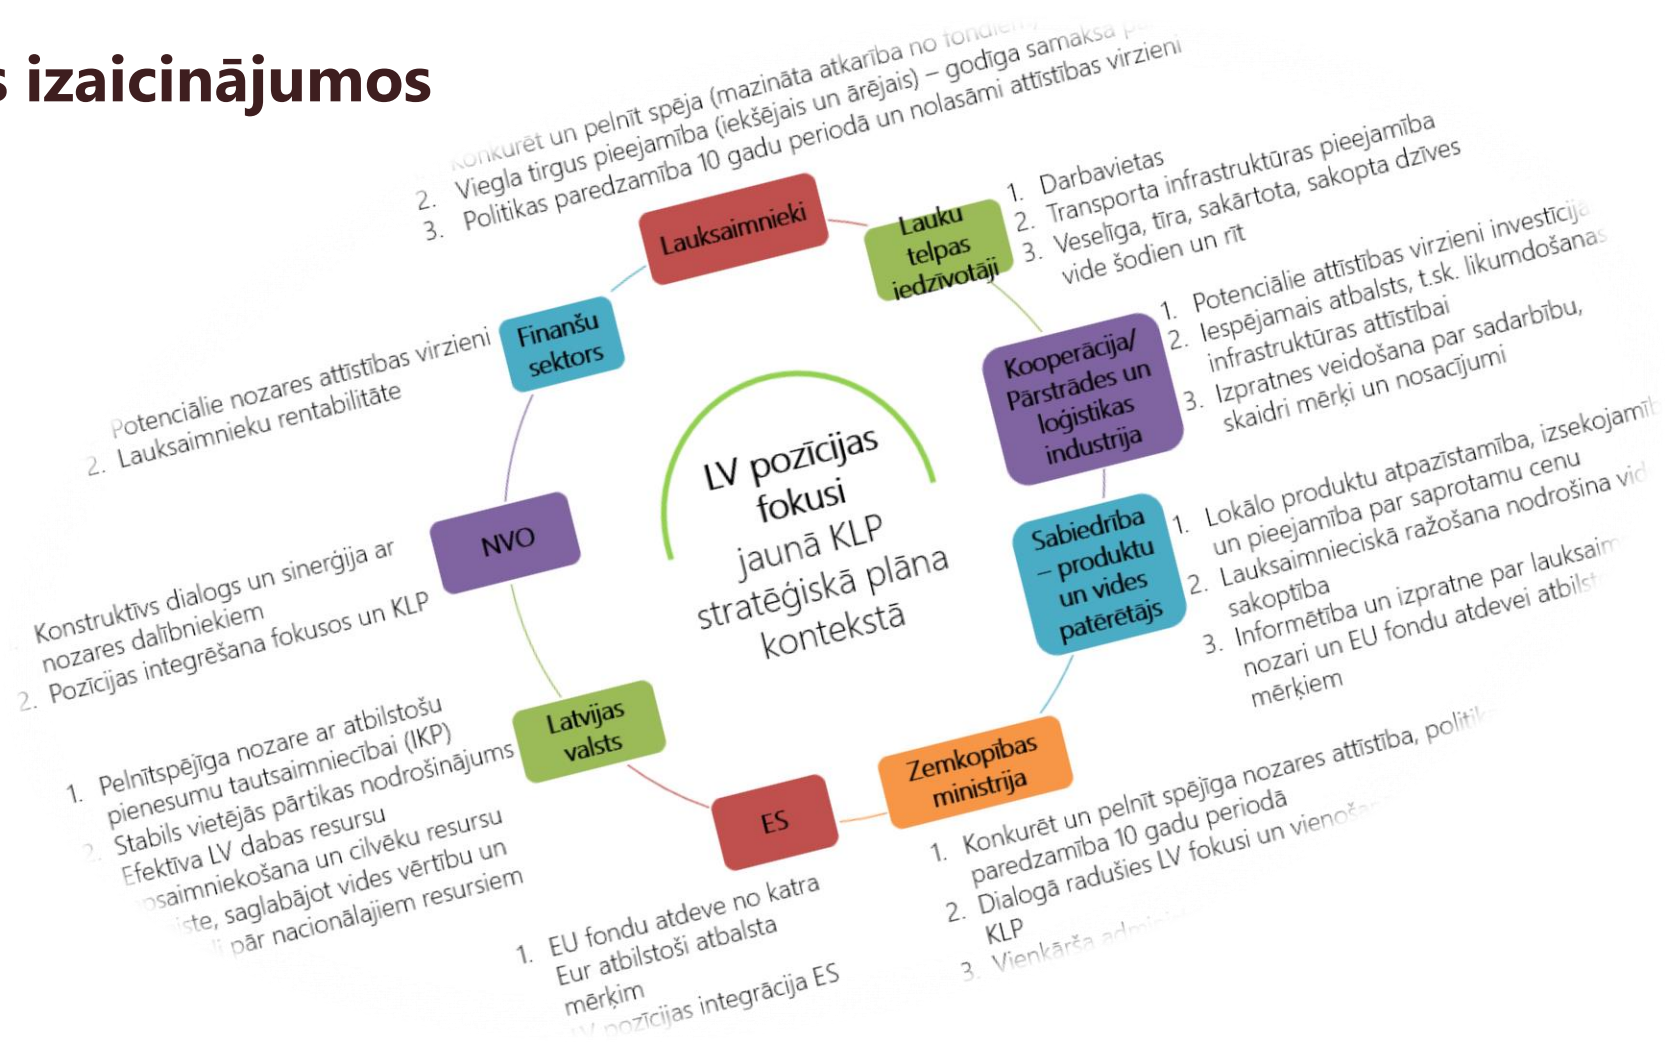 s izaicinājumos
Konkurēt un pelnīt spēja (mazināta atkarība no fondiem)
2. Viegla tirgus pieejamība (iekšējais un ārējais) – godīga samaksa
3. Politikas paredzamība 10 gadu periodā un nolasāmi attīstības virzieni
Lauksaimnieki
Lauku
telpas
iedzīvotāji
1. Darbavietas
2. Transporta infrastruktūras pieejamība
3. Veselīga, tīra, sakārtota, sakopta dzīves
vide šodien un rīt
Kooperācija/
Pārstrādes un
loģistikas
industrija
1. Potenciālie attīstības virzieni
2. Iespējamais atbalsts, t.sk. likumdošanas
infrastruktūras attīstībai
3. Izpratnes veidošana par sadarbību,
skaidri mērķi un nosacījumi
Sabiedrība
– produktu
un vides
patērētājs
1. Lokālo produktu atpazīstamība,
un pieejamība par saprotamu cenu
2. Lauksaimnieciskā ražošana nodrošina
sakoptība
3. Informētība un izpratne par
nozari un EU fondu atdevei
mērķiem
Zemkopības
ministrija
1. Konkurēt un pelnīt spējīga nozares attīstība,
paredzamība 10 gadu periodā
2. Dialogā radušies LV fokusi un
KLP
3. Vienkārša
ES
1. EU fondu atdeve no katra
Eur atbilstoši atbalsta
mērķim
LV pozīcijas integrācija ES
Latvijas
valsts
1. Pelnītspējīga nozare ar atbilstošu
pienesumu tautsaimniecībai (IKP)
2. Stabils vietējās pārtikas nodrošinājums
Efektīva LV dabas resursu
un cilvēku resursu
saglabājot vides vērtību un
pār nacionālajiem resursiem
NVO
Konstruktīvs dialogs un sinerģija ar
nozares dalībniekiem
2. Pozīcijas integrēšana fokusos un KLP
Finanšu
sektors
Potenciālie nozares attīstības virzieni
2. Lauksaimnieku rentabilitāte
LV pozīcijas
fokusi
jaunā KLP
stratēģiskā plāna
kontekstā